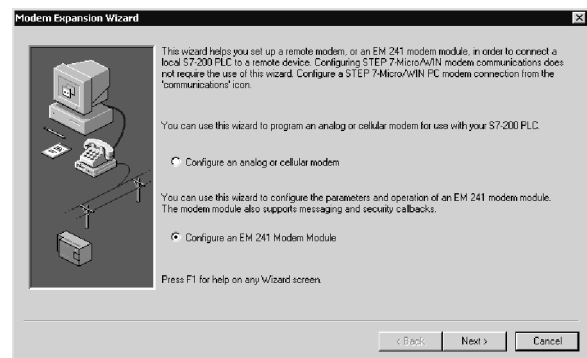 Modem Expansion Wizard
This wizard helps you set up a remote modem, or an EM 241 modem module, in order to connect a
local S7-200 PLC to a remote device. Configuring STEP 7-Micro/WIN modem communications does
not require the use of this wizard. Configure a STEP 7-Micro/WIN PC modem connection from the
'communications' icon.
You can use this wizard to program an analog or cellular modem for use with your S7-200 PLC.
Configure an analog or cellular modem
You can use this wizard to configure the parameters and operation of an EM 241 modem module.
The modem module also supports messaging and security callbacks.
Configure an EM 241 Modem Module
Press F1 for help on any Wizard screen.
< Back
Next >
Cancel